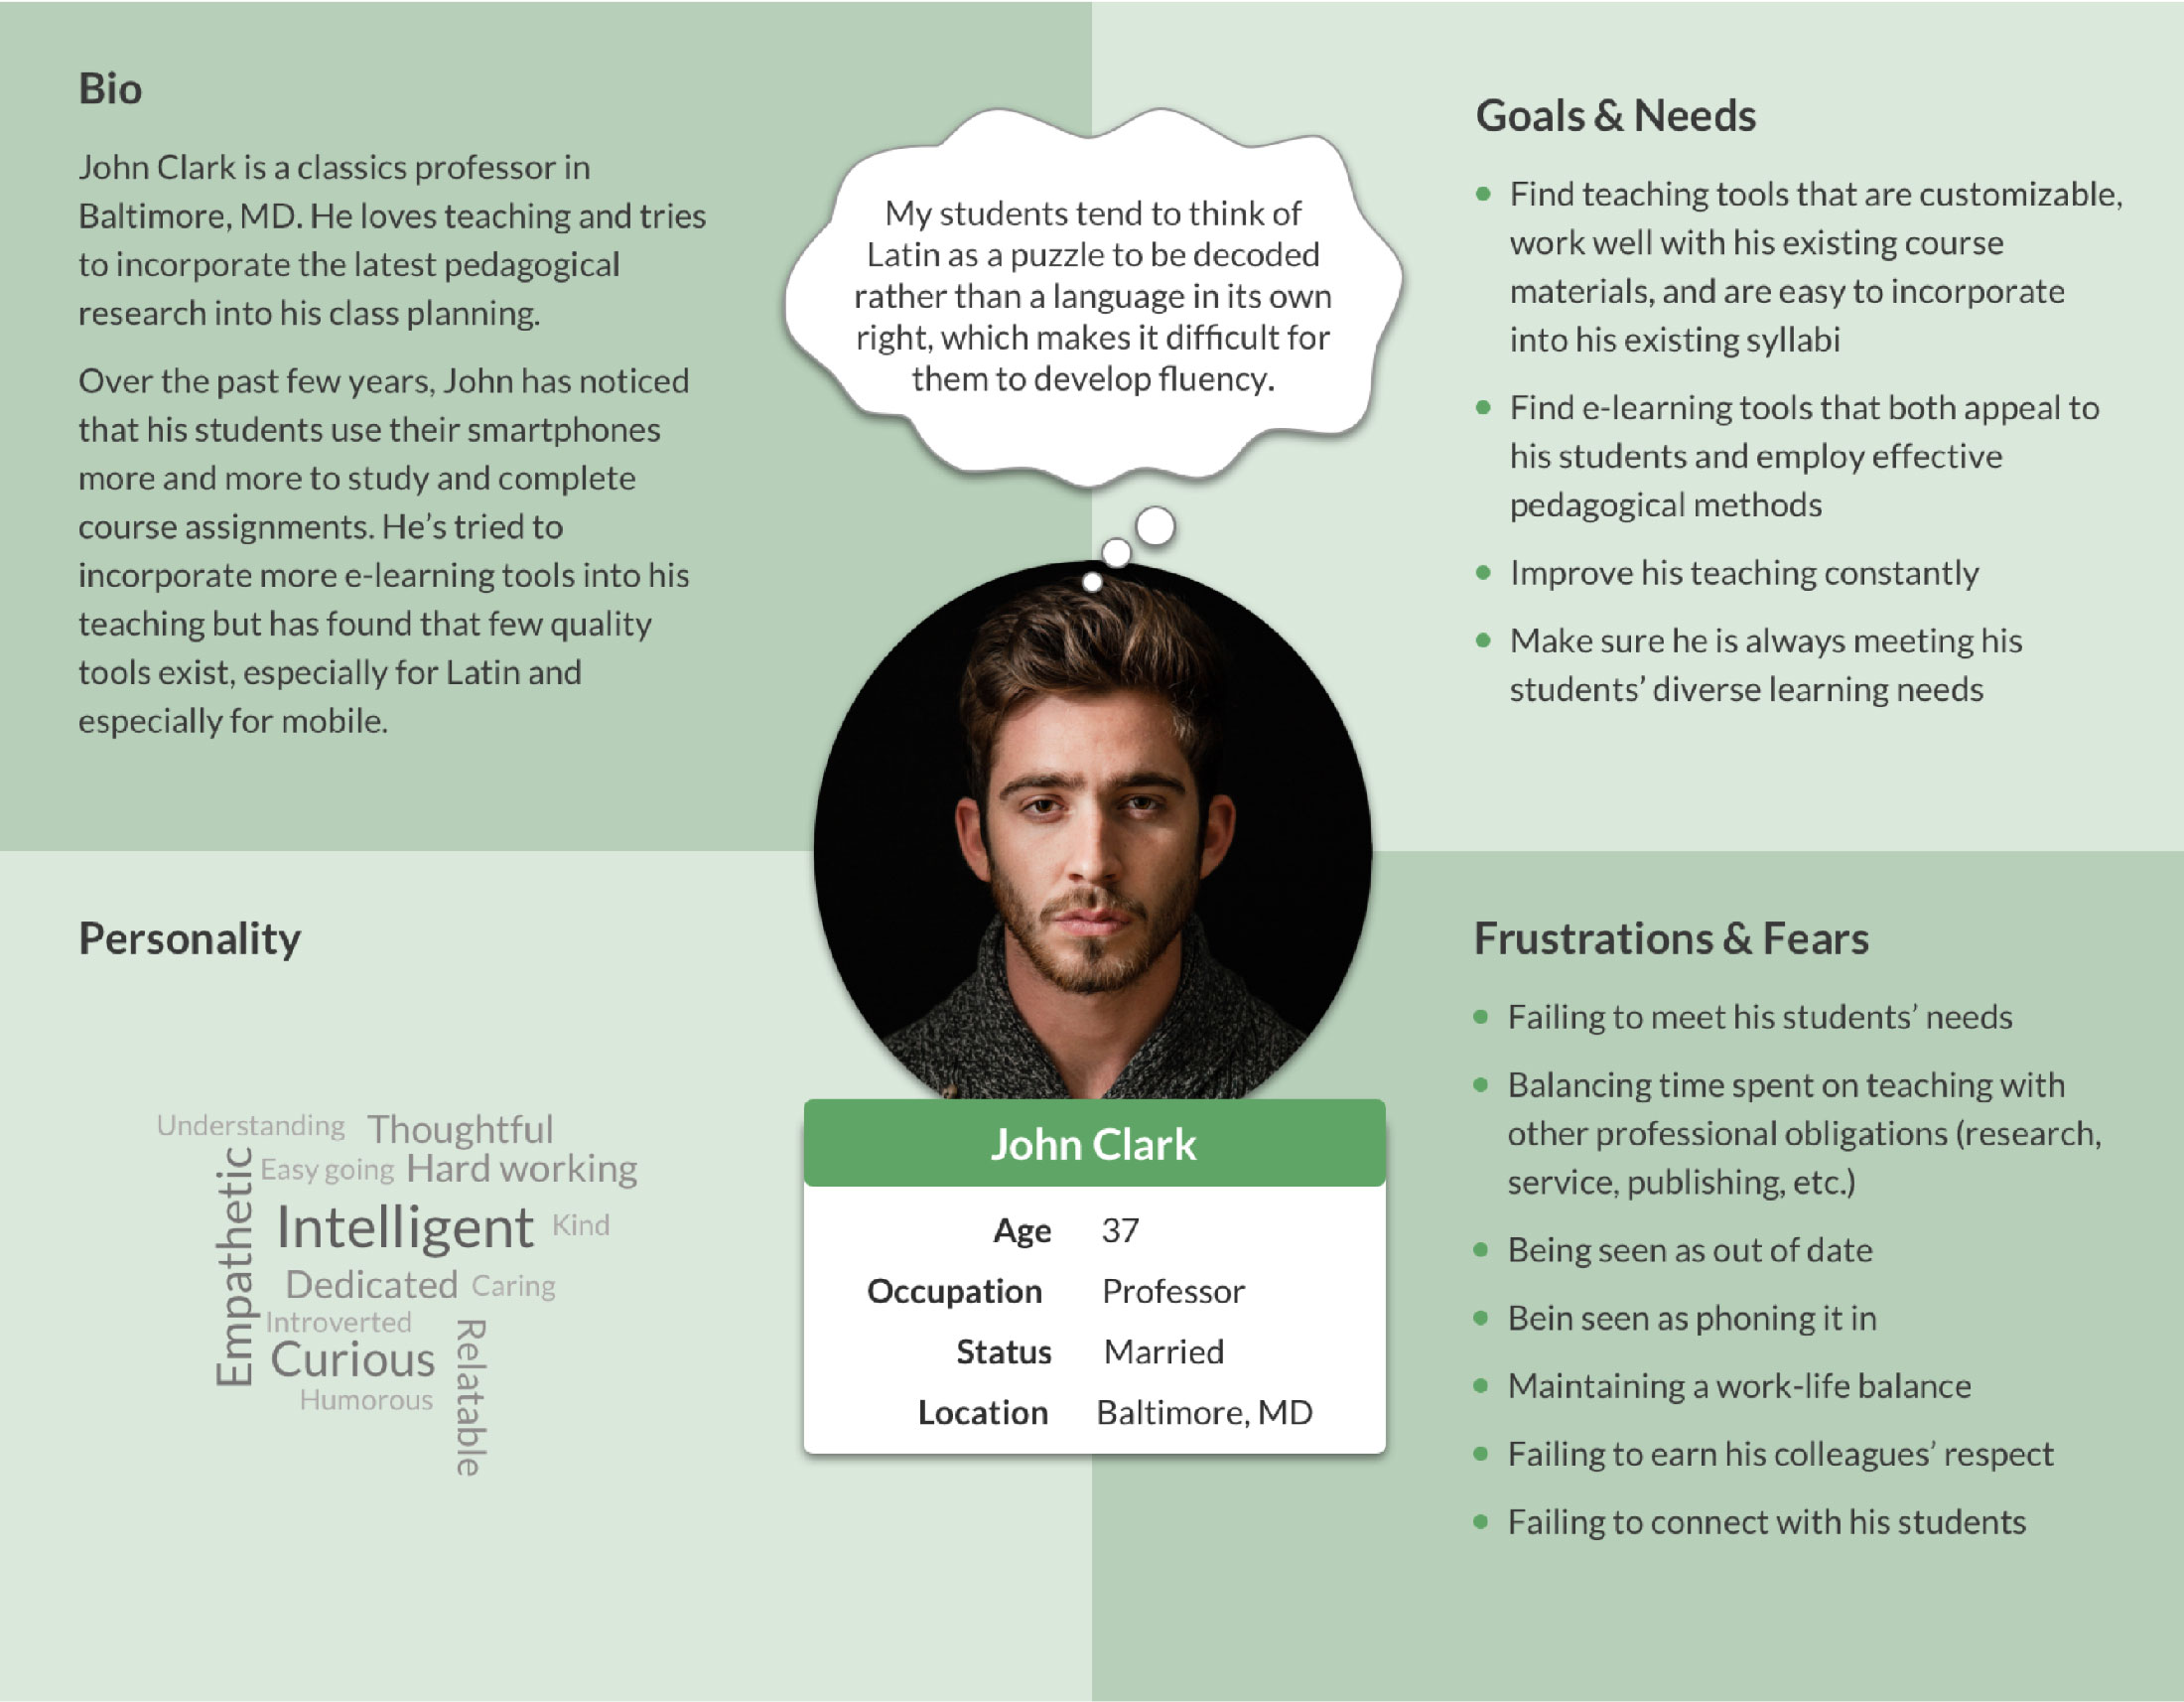 Bio
John Clark is a classics professor in
Baltimore, MD. He loves teaching and tries
to incorporate the latest pedagogical
research into his class planning.
Over the past few years, John has noticed
that his students use their smartphones
more and more to study and complete
course assignments. He’s tried to
incorporate more e-learning tools into his
teaching but has found that few quality
tools exist, especially for Latin and
especially for mobile.
My students tend to think of
Latin as a puzzle to be decoded
rather than a language in its own
right, which makes it difficult for
them to develop fluency.
Goals & Needs
Find teaching tools that are customizable,
work well with his existing course
materials, and are easy to incorporate
into his existing syllabi
Find e-learning tools that both appeal to
his students and employ effective
pedagogical methods
Improve his teaching constantly
Make sure he is always meeting his
students’ diverse learning needs
Personality
Understanding Thoughtful
Empathetic
Easy going Hard working
Intelligent Kind
Dedicated Caring
Introverted
Relatable
Curious
Humorous
John Clark
Age 37
Occupation Professor
Status Married
Location Baltimore, MD
Frustrations & Fears
Failing to meet his students’ needs
Balancing time spent on teaching with
other professional obligations (research,
service, publishing, etc.)
Being seen as out of date
Bein seen as phoning it in
Maintaining a work-life balance
Failing to earn his colleagues’ respect
Failing to connect with his students